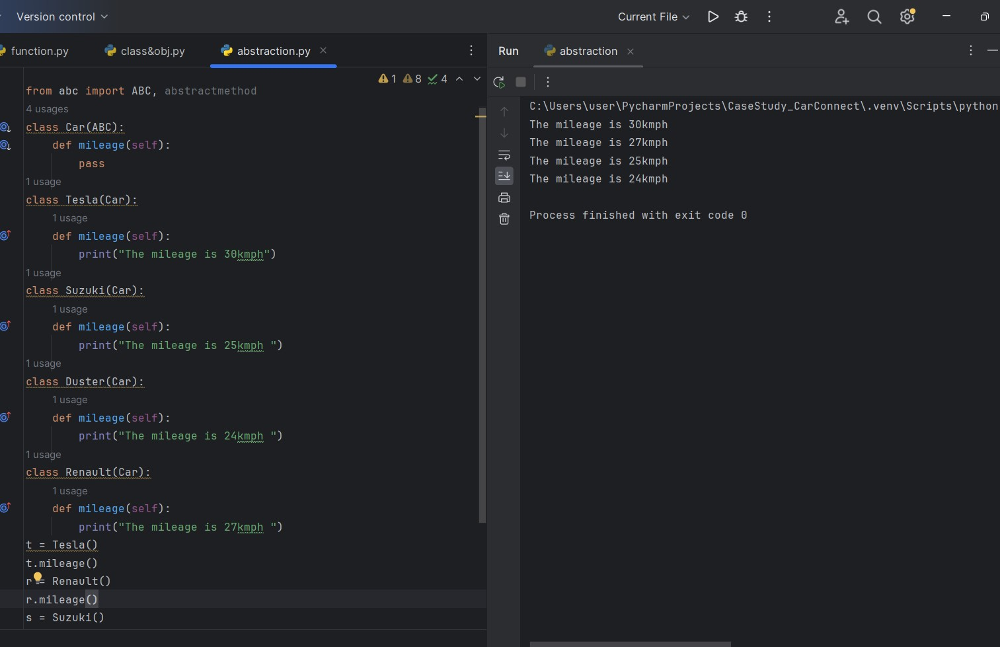 Version control
Current File
function.py
class&obj.py
abstraction.py
Run
abstraction
1 8 4
from abc import ABC, abstractmethod
4 usages
class Car(ABC):
    def mileage(self):
        pass
1 usage
class Tesla(Car):
    1 usage
    def mileage(self):
        print("The mileage is 30kmph")
1 usage
class Suzuki(Car):
    1 usage
    def mileage(self):
        print("The mileage is 25kmph ")
1 usage
class Duster(Car):
    1 usage
    def mileage(self):
        print("The mileage is 24kmph ")
1 usage
class Renault(Car):
    1 usage
    def mileage(self):
        print("The mileage is 27kmph ")
t = Tesla()
t.mileage()
r = Renault()
r.mileage()
s = Suzuki()
C:\Users\user\PycharmProjects\CaseStudy_CarConnect\.venv\Scripts\python
The mileage is 30kmph
The mileage is 27kmph
The mileage is 25kmph
The mileage is 24kmph
Process finished with exit code 0